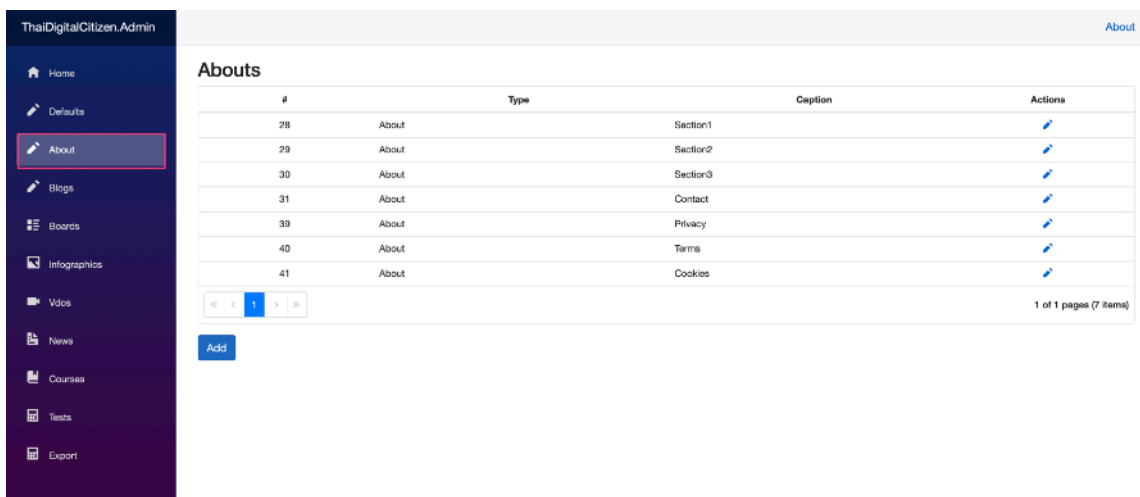 ThaiDigitalCitizen.Admin
About
Home
Defaults
About
Blogs
Boards
Infographics
Vdos
News
Courses
Tests
Export
Abouts
# Type Caption Actions
28 About Section1
29 About Section2
30 About Section3
31 About Contact
39 About Privacy
40 About Terms
41 About Cookies
« ‹ 1 › »
1 of 1 pages (7 items)
Add